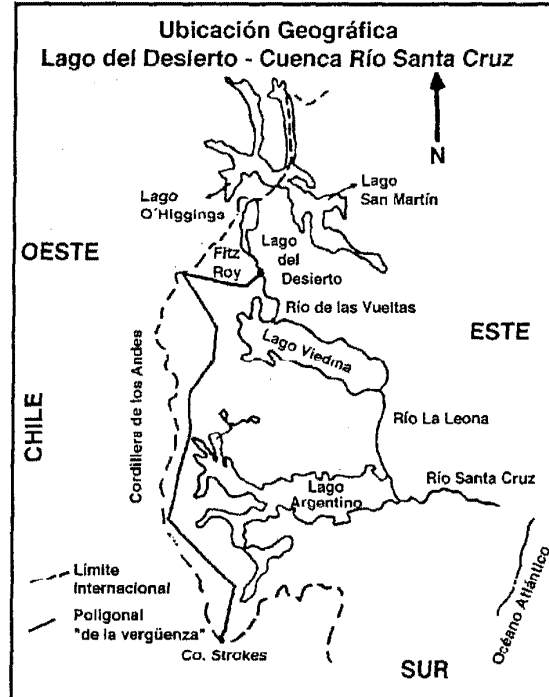 Ubicación Geográfica
Lago del Desierto - Cuenca Río Santa Cruz
N
Lago
O'Higgings
Lago
San Martín
OESTE
Fitz
Roy
Lago
del
Desierto
Río de las Vueltas
ESTE
Lago Viedma
Cordillera de los Andes
CHILE
Río La Leona
Río Santa Cruz
Lago
Argentino
Océano Atlántico
Límite
Internacional
Poligonal
"de la vergüenza"
Co. Strokes
SUR